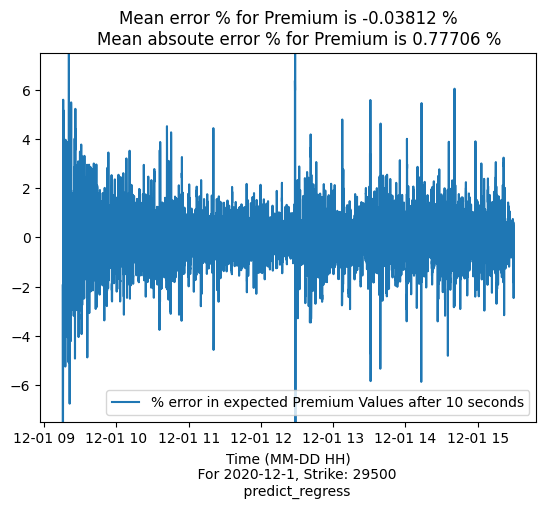 Mean error % for Premium is -0.03812 %
Mean absoute error % for Premium is 0.77706 %
6
4
2
0
−2
−4
−6
% error in expected Premium Values after 10 seconds
12-01 09 12-01 10 12-01 11 12-01 12 12-01 13 12-01 14 12-01 15
Time (MM-DD HH)
For 2020-12-1, Strike: 29500
predict_regress